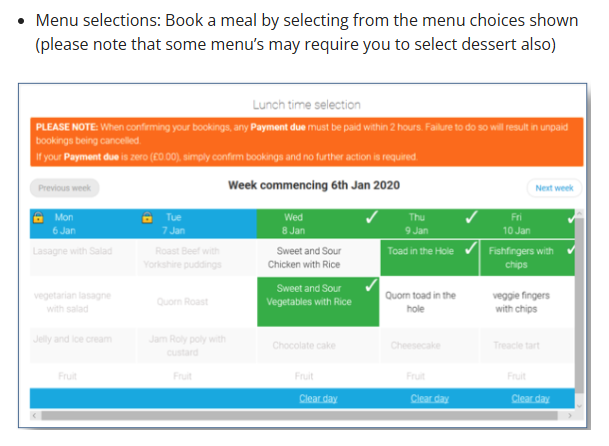 Menu selections: Book a meal by selecting from the menu choices shown
(please note that some menu's may require you to select dessert also)
Lunch time selection
PLEASE NOTE: When confirming your bookings, any Payment due must be paid within 2 hours. Failure to do so will result in unpaid
bookings being cancelled.
If your Payment due is zero (£0.00), simply confirm bookings and no further action is required.
Previous week
Week commencing 6th Jan 2020
Next week
Mon
6 Jan
Tue
7 Jan
Wed
8 Jan
Thu
9 Jan
Fri
10 Jan
Lasagne with Salad
Roast Beef with
Yorkshire puddings
Sweet and Sour
Chicken with Rice
Toad in the Hole
Fishfingers with
chips
vegetarian lasagne
with salad
Quorn Roast
Sweet and Sour
Vegetables with Rice
Quorn toad in the
hole
veggie fingers
with chips
Jelly and Ice cream
Jam Roly poly with
custard
Chocolate cake
Cheesecake
Treacle tart
Fruit
Fruit
Fruit
Fruit
Fruit
Clear day
Clear day
Clear day